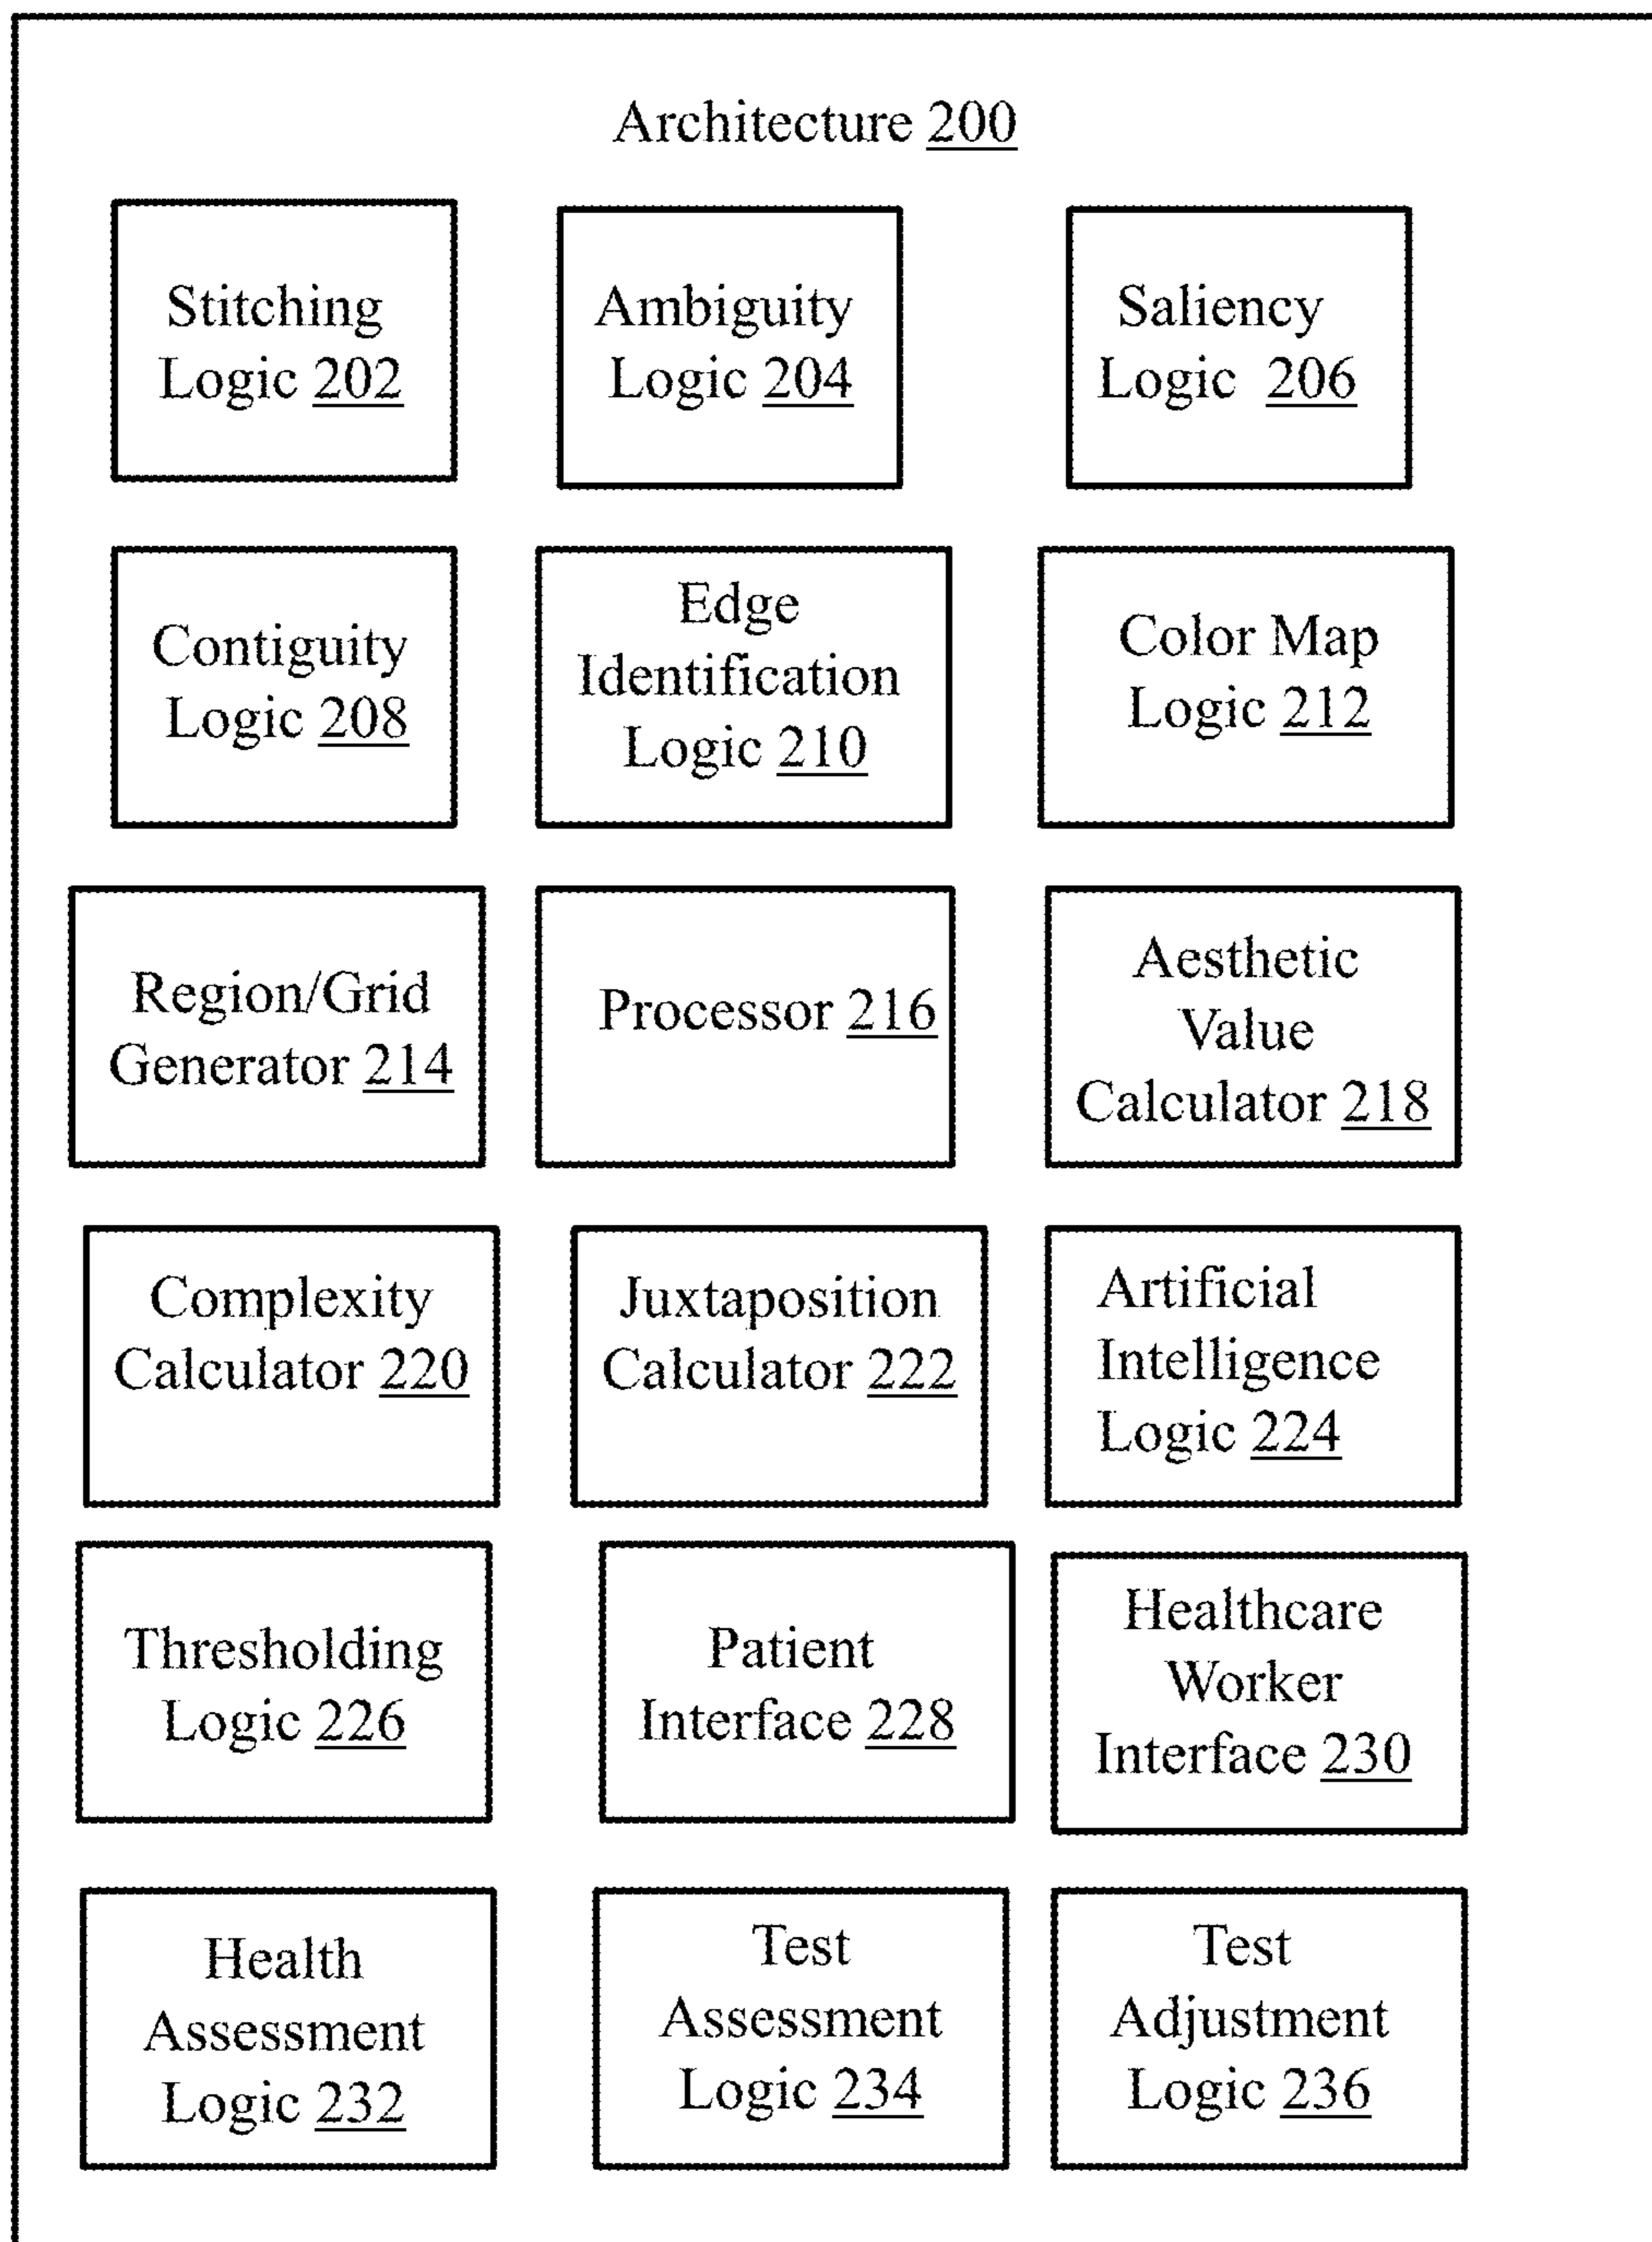 Architecture 200
Stitching
Logic 202
Ambiguity
Logic 204
Saliency
Logic 206
Contiguity
Logic 208
Edge
Identification
Logic 210
Color Map
Logic 212
Region/Grid
Generator 214
Processor 216
Aesthetic
Value
Calculator 218
Complexity
Calculator 220
Juxtaposition
Calculator 222
Artificial
Intelligence
Logic 224
Thresholding
Logic 226
Patient
Interface 228
Healthcare
Worker
Interface 230
Health
Assessment
Logic 232
Test
Assessment
Logic 234
Test
Adjustment
Logic 236